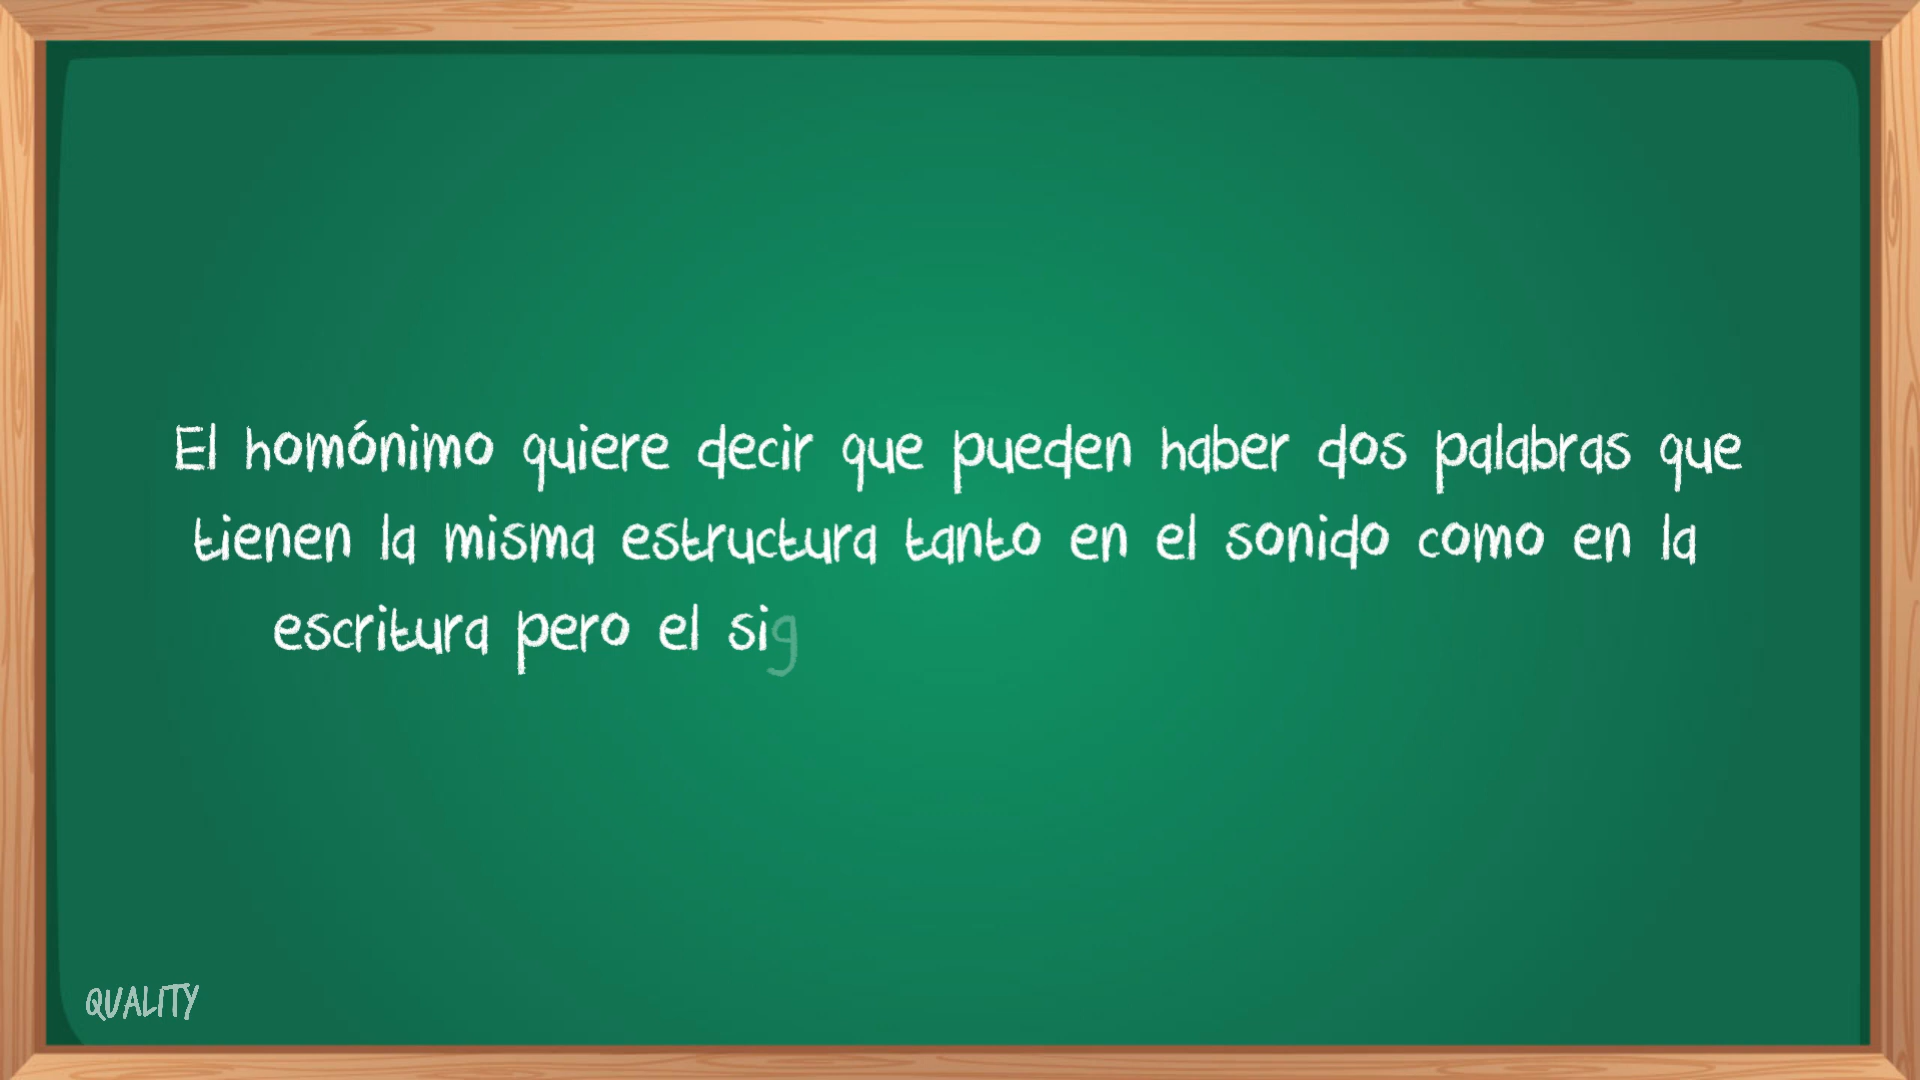 El homónimo quiere decir que pueden haber dos palabras que
tienen la misma estructura tanto en el sonido como en la
escritura pero el sig
QUALITY